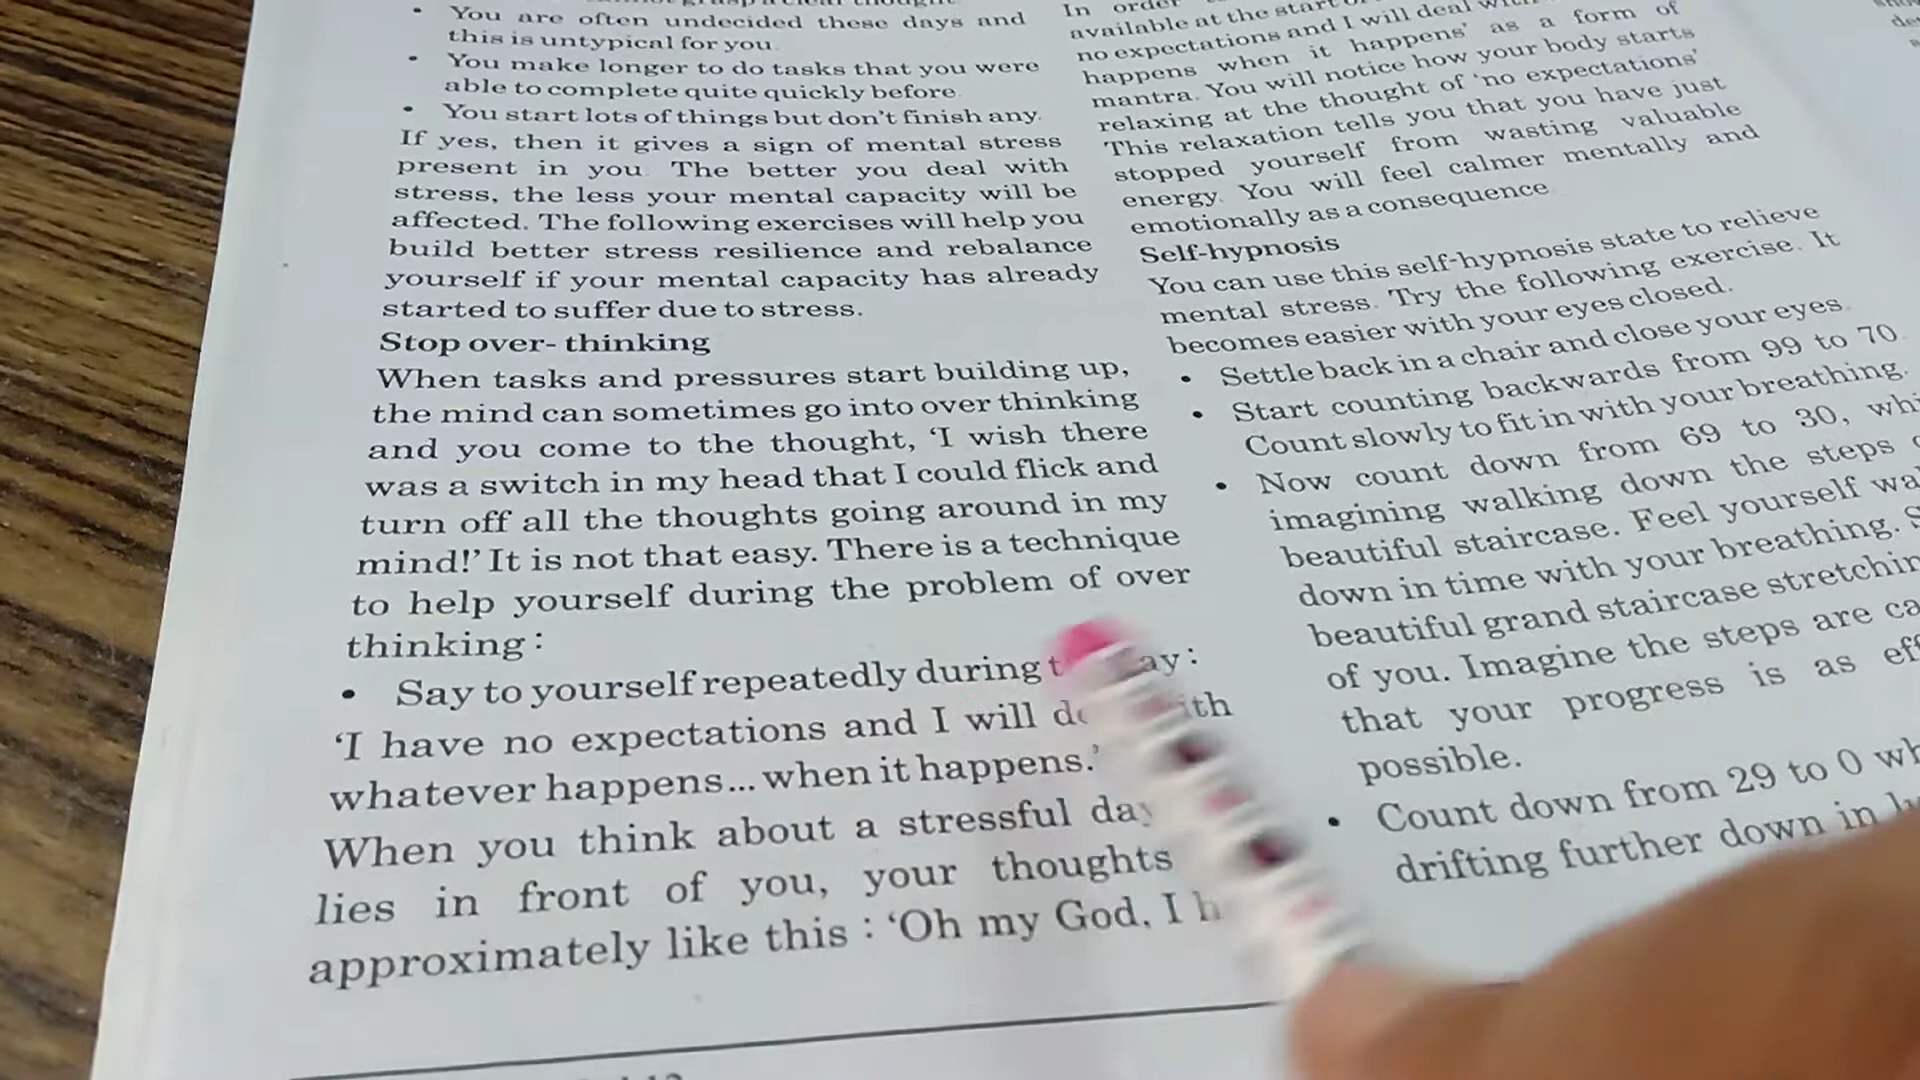 • You are often undecided these days and
this is untypical for you.
• You make longer to do tasks that you were
able to complete quite quickly before.
• You start lots of things but don't finish any.
If yes, then it gives a sign of mental stress
present in you. The better you deal with
stress, the less your mental capacity will be
affected. The following exercises will help you
build better stress resilience and rebalance
yourself if your mental capacity has already
started to suffer due to stress.
Stop over- thinking
When tasks and pressures start building up,
the mind can sometimes go into over thinking
and you come to the thought, 'I wish there
was a switch in my head that I could flick and
turn off all the thoughts going around in my
mind!' It is not that easy. There is a technique
to help yourself during the problem of over
thinking :
• Say to yourself repeatedly during
'I have no expectations and I will
whatever happens... when it happens.'
When you think about a stressful day
lies in front of you, your thoughts
approximately like this : 'Oh my God, I
In order
available at the start
no expectations and I will deal
happens when it happens' as a form of
mantra. You will notice how your body starts
relaxing at the thought of 'no expectations'
This relaxation tells you that you have just
stopped yourself from wasting valuable
energy. You will feel calmer mentally and
emotionally as a consequence
Self-hypnosis
You can use this self-hypnosis state to relieve
mental stress. Try the following exercise. It
becomes easier with your eyes closed.
• Settle back in a chair and close your eyes.
• Start counting backwards from 99 to 70.
Count slowly to fit in with your breathing.
• Now count down from 69 to 30,
imagining walking down the steps
beautiful staircase. Feel yourself
down in time with your breathing.
beautiful grand staircase
of you. Imagine the steps are
that your progress is as
possible.
• Count down from 29 to 0
drifting further down in